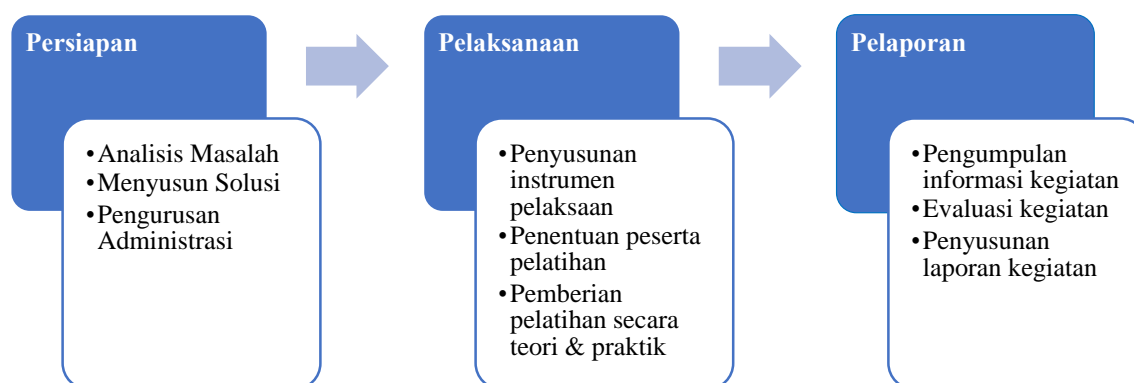 Persiapan
•Analisis Masalah
•Menyusun Solusi
•Pengurusan
Administrasi
Pelaksanaan
•Penyusunan
instrumen
pelaksaan
•Penentuan peserta
pelatihan
•Pemberian
pelatihan secara
teori & praktik
Pelaporan
•Pengumpulan
informasi kegiatan
•Evaluasi kegiatan
•Penyusunan
laporan kegiatan